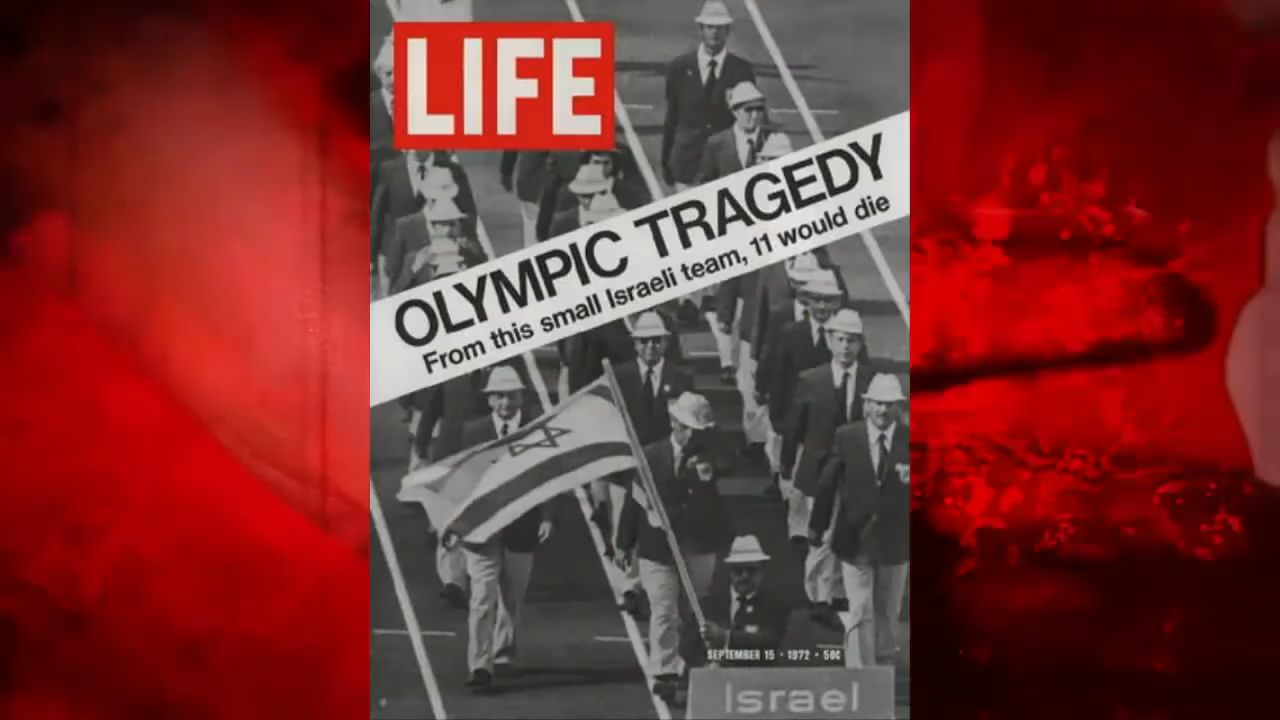 LIFE
OLYMPIC TRAGEDY
From this small Israeli team, 11 would die
SEPTEMBER 15 • 1972 • 50¢
Israel